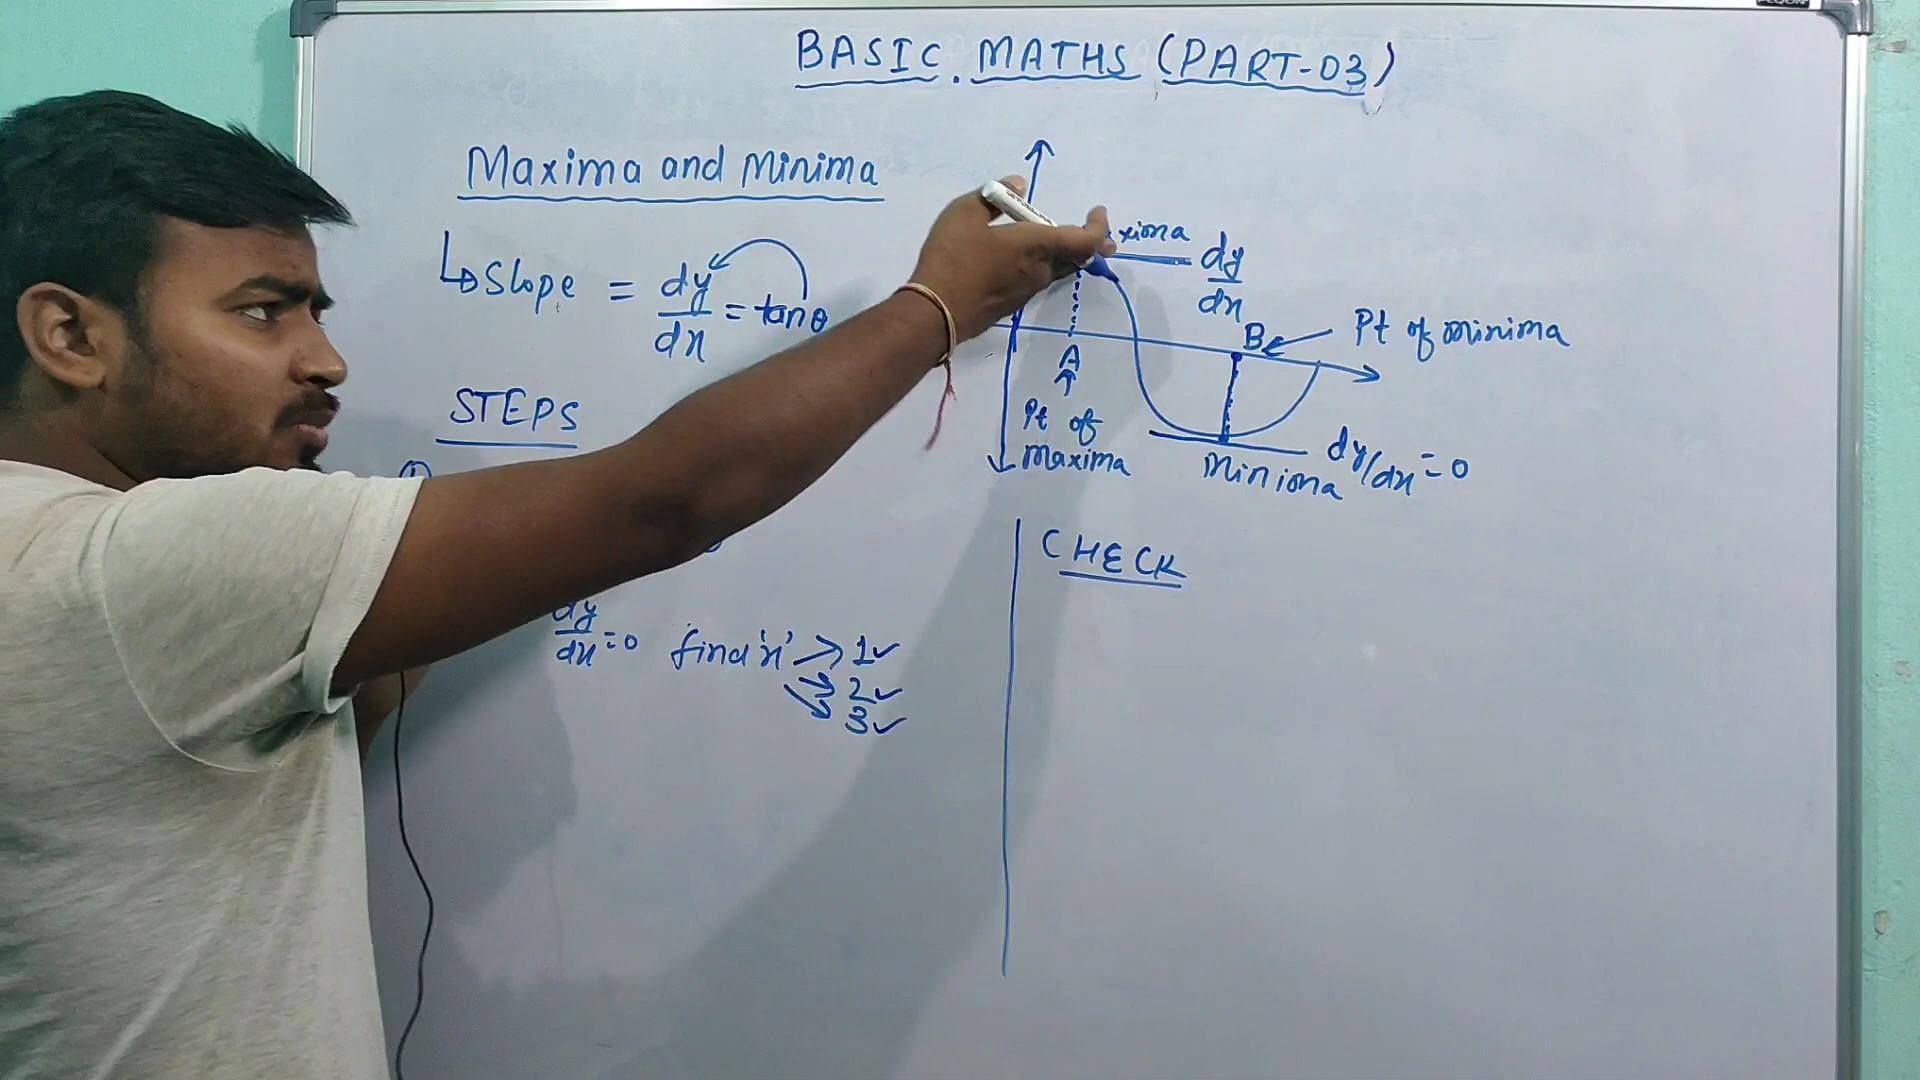 BASIC MATHS (PART-03)
Maxima and Minima
↳ Slope = dy/dx = tanθ
STEPS
①
dy/dx = 0 find 'x' → 1✓
→ 2✓
→ 3✓
xima
dy/dx
A
↑
Pt of
maxima
B
Pt of minima
Minima
dy/dx = 0
CHECK